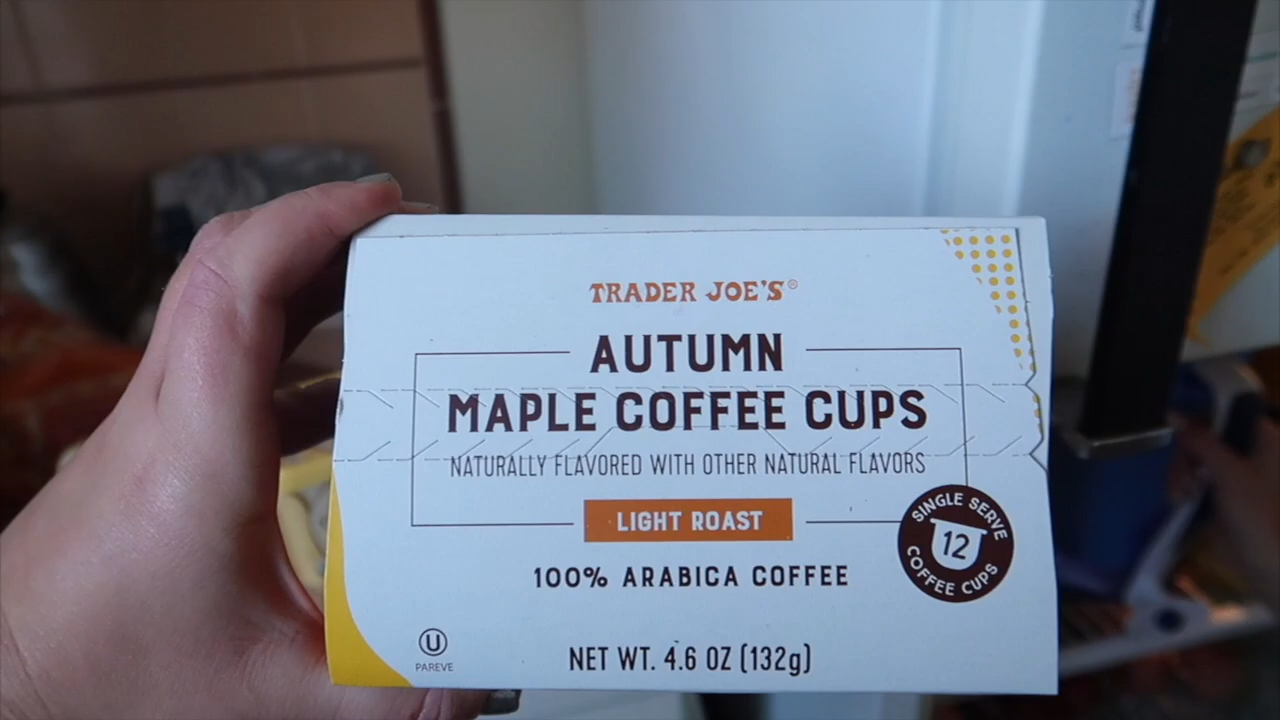 TRADER JOE'S®
AUTUMN
MAPLE COFFEE CUPS
NATURALLY FLAVORED WITH OTHER NATURAL FLAVORS
LIGHT ROAST
100% ARABICA COFFEE
SINGLE SERVE
12
COFFEE CUPS
U
PAREVE
NET WT. 4.6 OZ (132g)